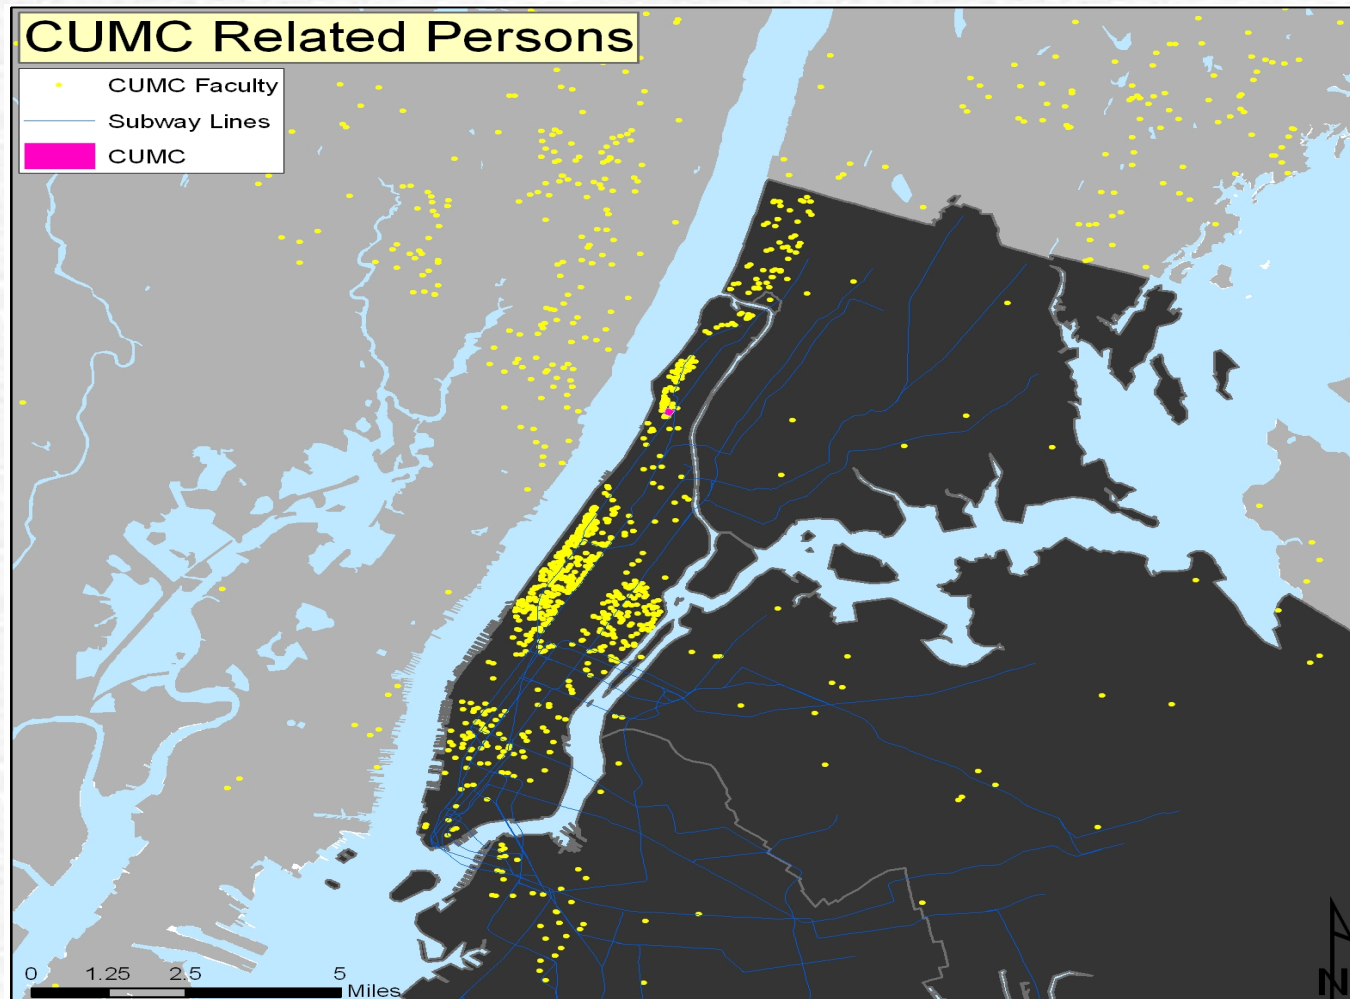 CUMC Related Persons
CUMC Faculty
Subway Lines
CUMC
0 1.25 2.5 5
Miles
N